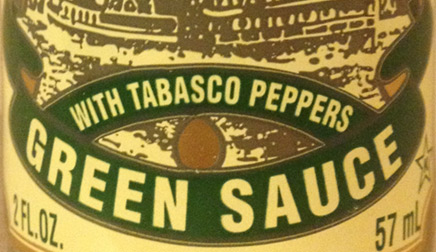 WITH TABASCO PEPPERS
GREEN SAUCE
2 FL.OZ.
57 mL